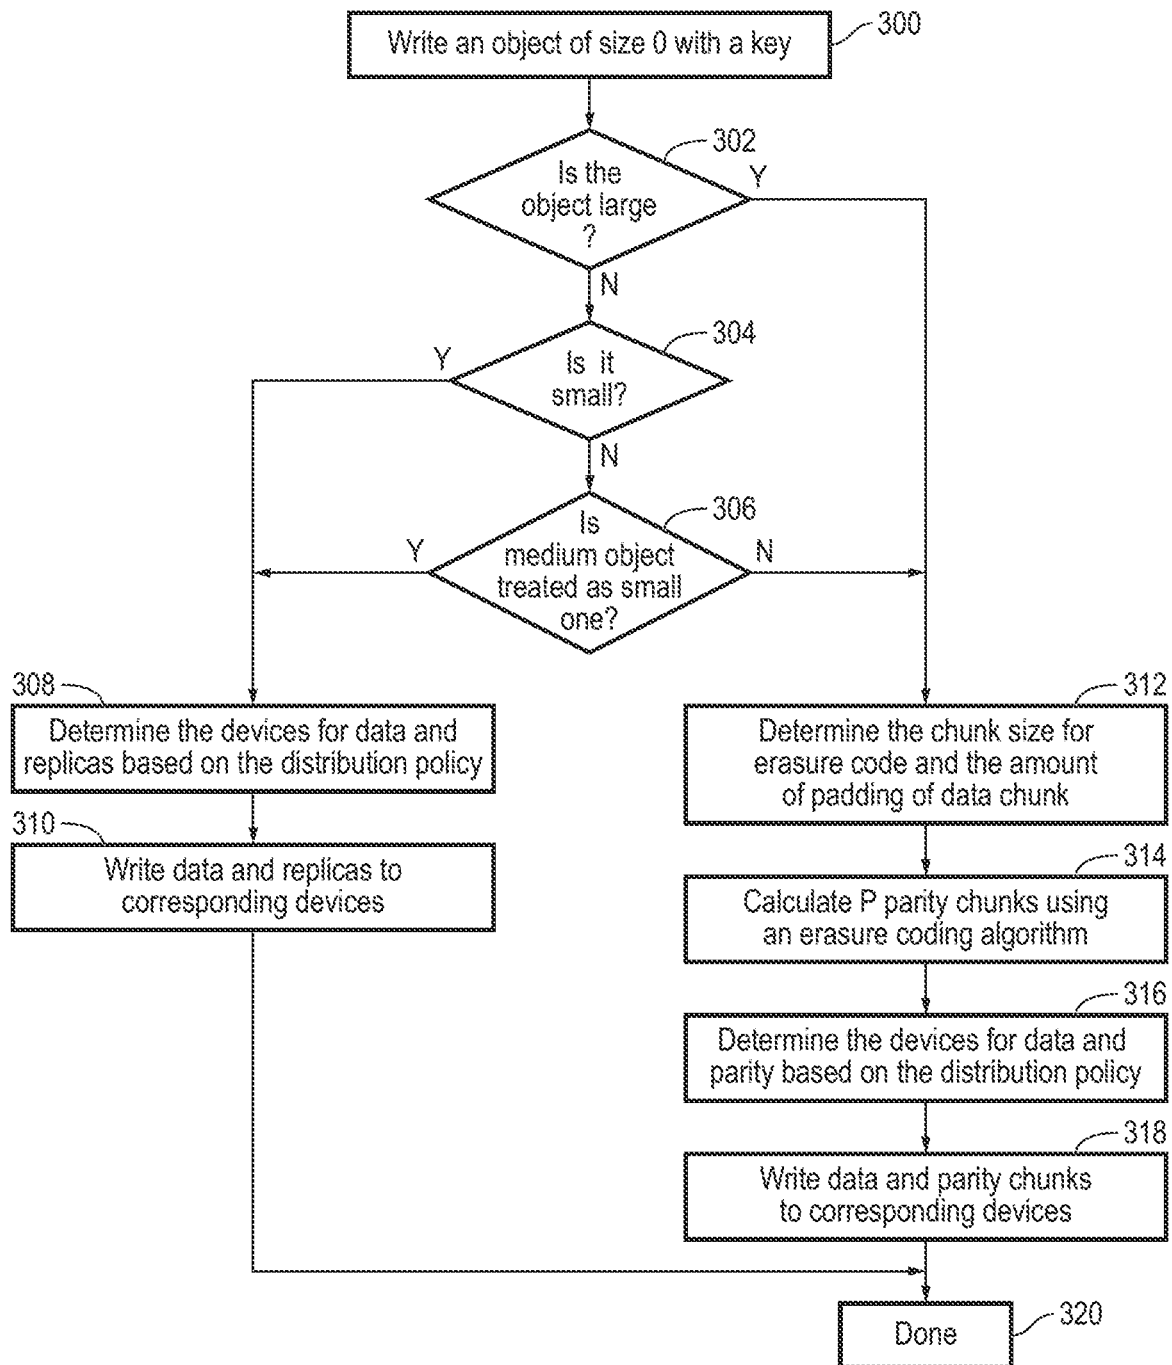 Write an object of size 0 with a key
300
302
Is the
object large
?
Y
N
304
Is it
small?
Y
N
306
Is
medium object
treated as small
one?
Y
N
308
Determine the devices for data and
replicas based on the distribution policy
310
Write data and replicas to
corresponding devices
312
Determine the chunk size for
erasure code and the amount
of padding of data chunk
314
Calculate P parity chunks using
an erasure coding algorithm
316
Determine the devices for data and
parity based on the distribution policy
318
Write data and parity chunks
to corresponding devices
Done
320